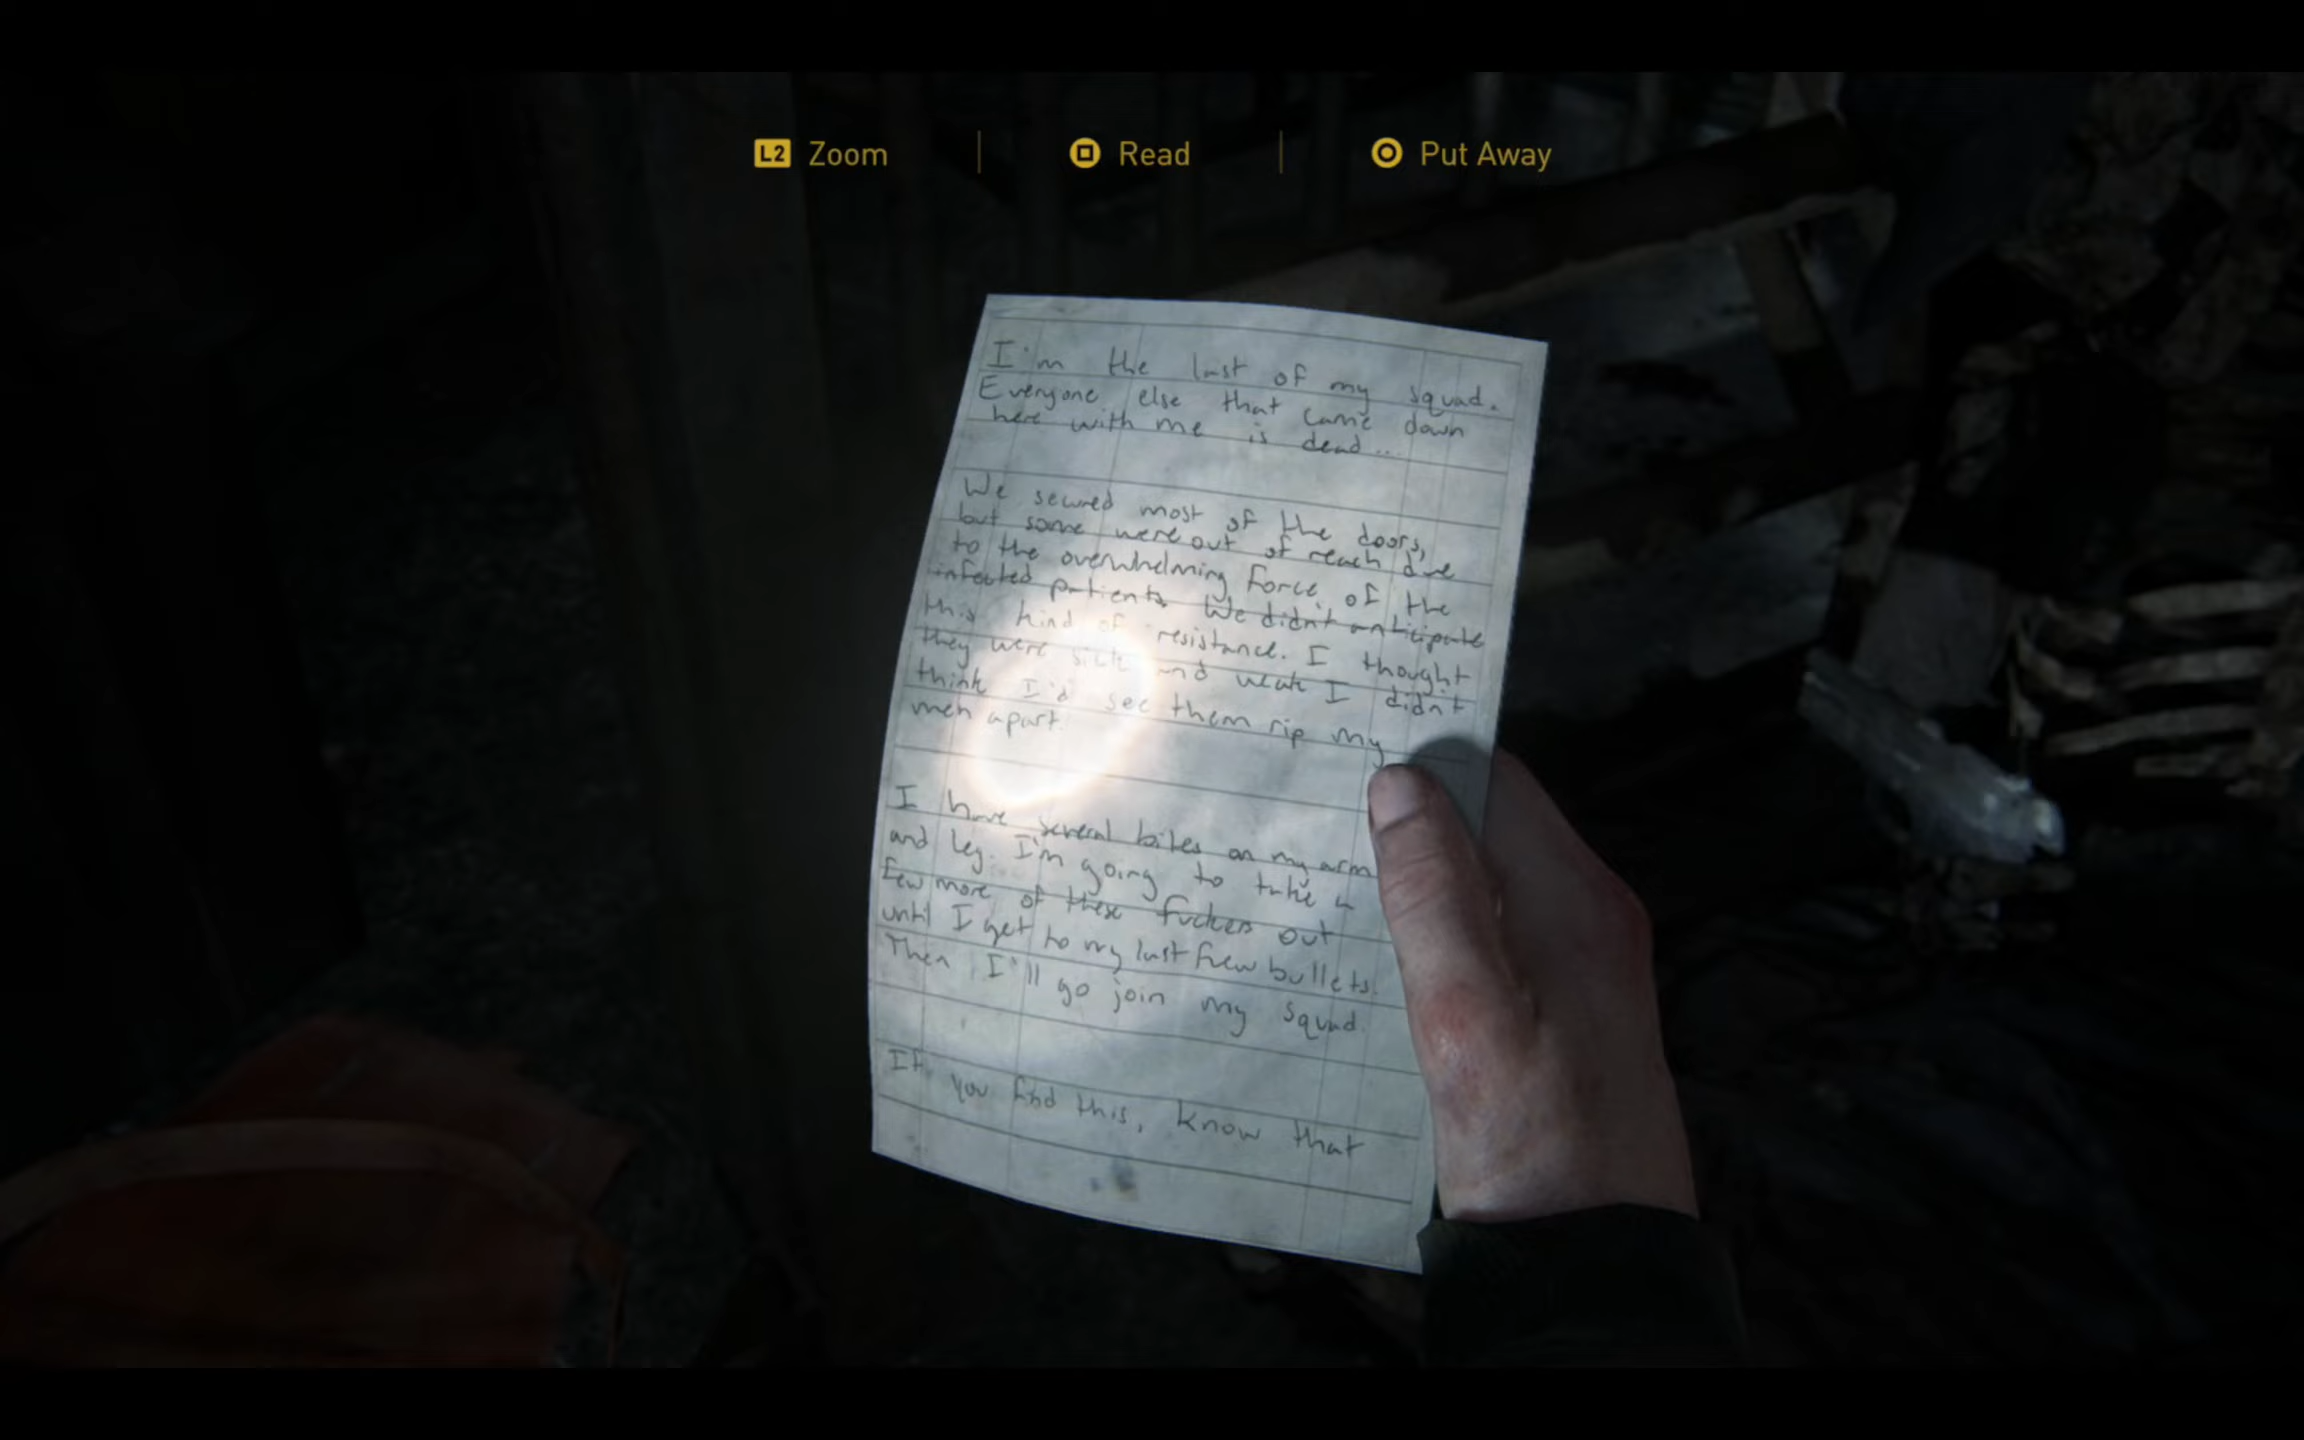 L2 Zoom | Read | Put Away
I'm the last of my squad.
Everyone else that came down
here with me is dead...
We secured most of the doors,
but some were out of reach due
to the overwhelming force of the
infected patients. We didn't anticipate
this kind of resistance. I thought
they were sick and weak I didn't
think I'd see them rip my
men apart.
I have several bites on my arm
and leg. I'm going to take a
few more of these fuckers out
until I get to my last few bullets.
Then I'll go join my squad.
If you find this, know that